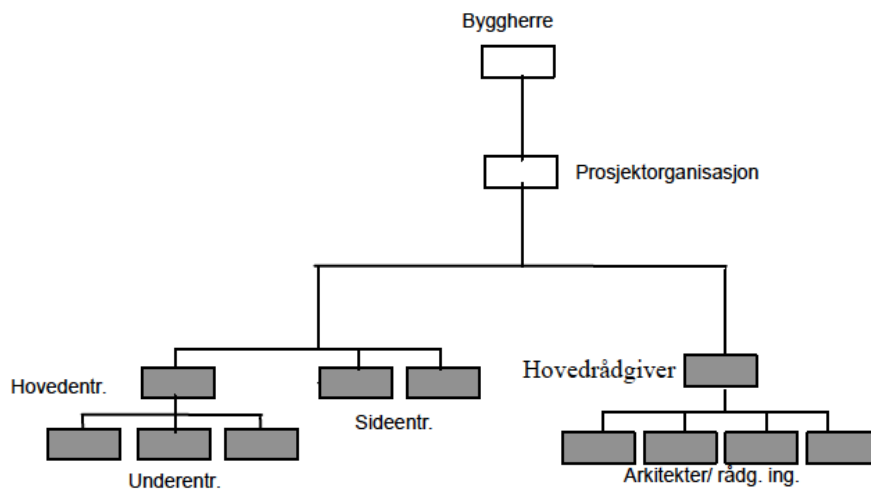 Byggherre
Prosjektorganisasjon
Hovedentr.
Hovedrådgiver
Sideentr.
Underentr.
Arkitekter/ rådg. ing.